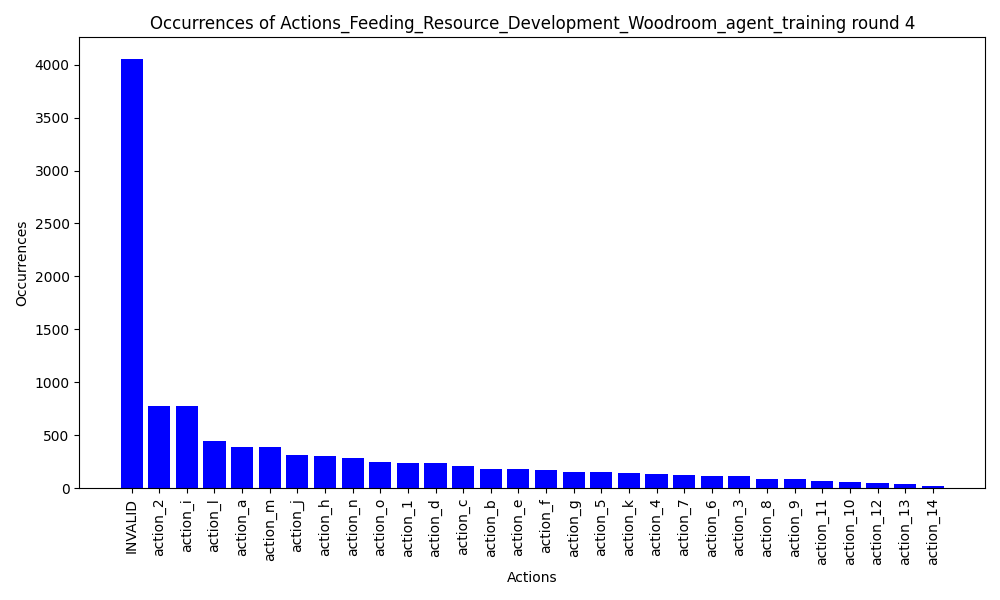 Occurrences of Actions_Feeding_Resource_Development_Woodroom_agent_training round 4
Occurrences
4000
3500
3000
2500
2000
1500
1000
500
0
INVALID
action_2
action_i
action_l
action_a
action_m
action_j
action_h
action_n
action_o
action_1
action_d
action_c
action_b
action_e
action_f
action_g
action_5
action_k
action_4
action_7
action_6
action_3
action_8
action_9
action_11
action_10
action_12
action_13
action_14
Actions